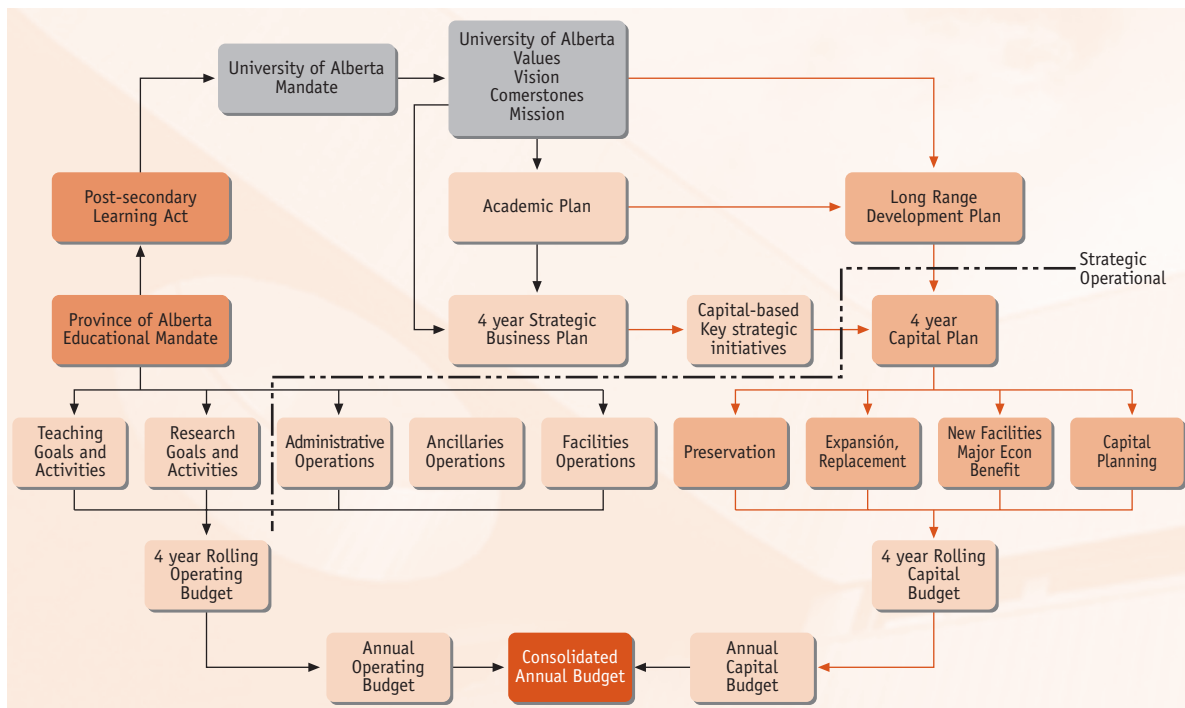 University of Alberta
Mandate
University of Alberta
Values
Vision
Comerstones
Mission
Post-secondary
Learning Act
Academic Plan
Long Range
Development Plan
Strategic
Operational
Province of Alberta
Educational Mandate
4 year Strategic
Business Plan
Capital-based
Key strategic
initiatives
4 year
Capital Plan
Teaching
Goals and
Activities
Research
Goals and
Activities
Administrative
Operations
Ancillaries
Operations
Facilities
Operations
Preservation
Expansión,
Replacement
New Facilities
Major Econ
Benefit
Capital
Planning
4 year Rolling
Operating
Budget
4 year Rolling
Capital
Budget
Annual
Operating
Budget
Consolidated
Annual Budget
Annual
Capital
Budget